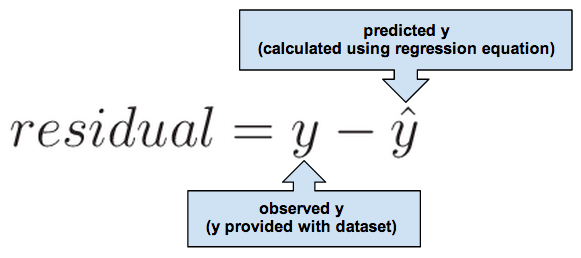 predicted y
(calculated using regression equation)
residual = y − ŷ
observed y
(y provided with dataset)